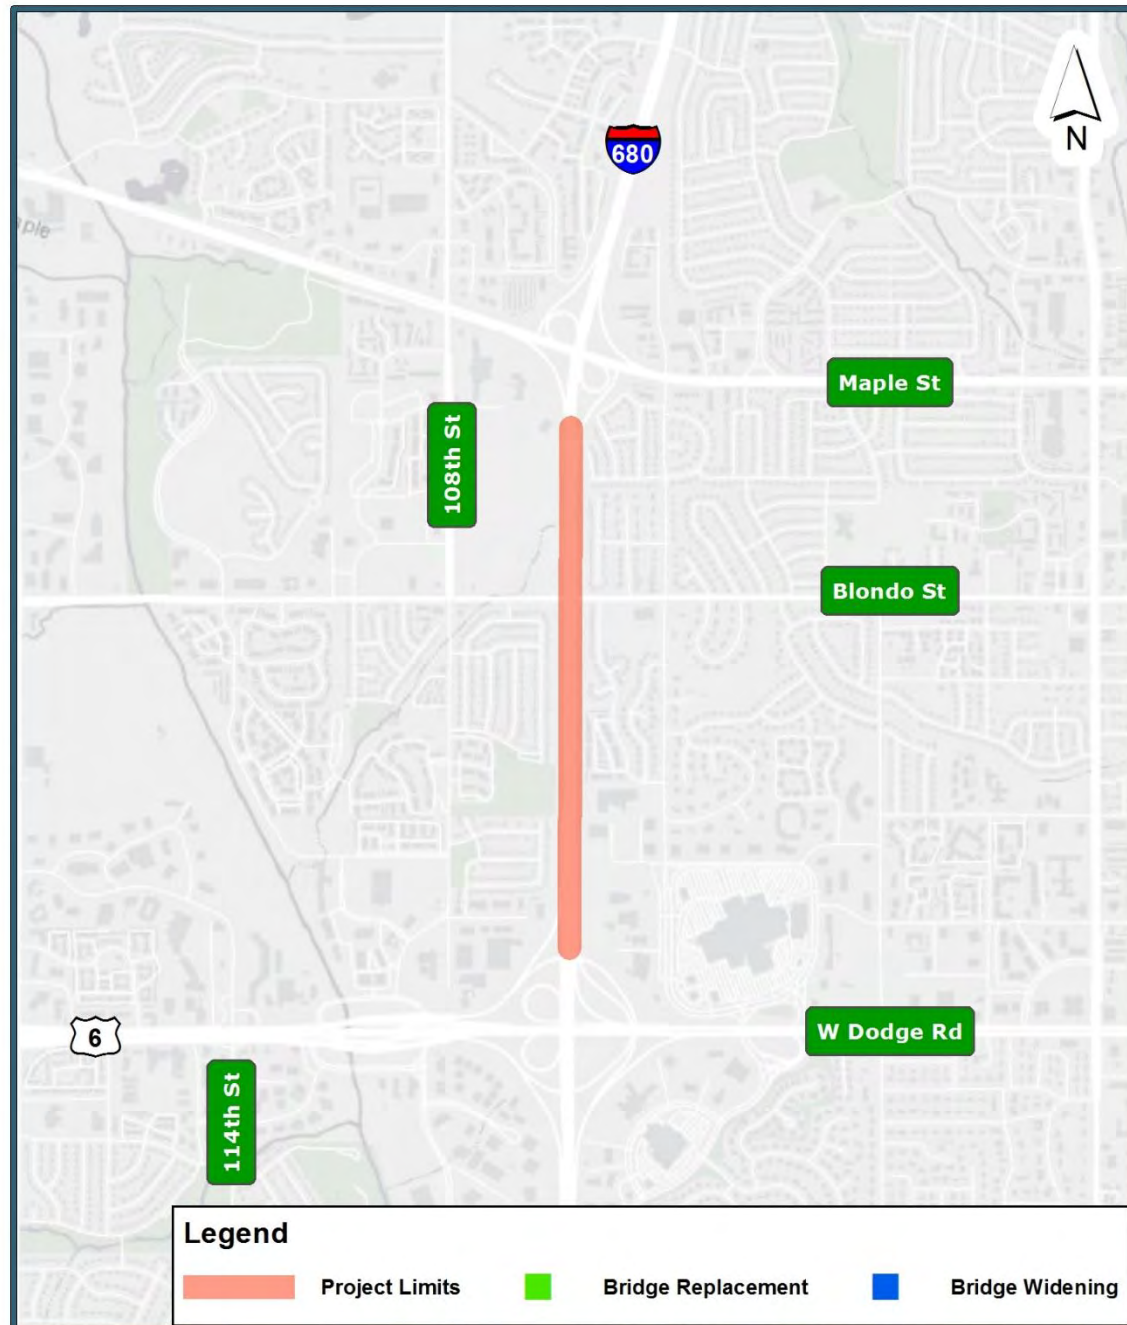 680
N
aple
Maple St
108th St
Blondo St
W Dodge Rd
6
114th St
Legend
Project Limits Bridge Replacement Bridge Widening